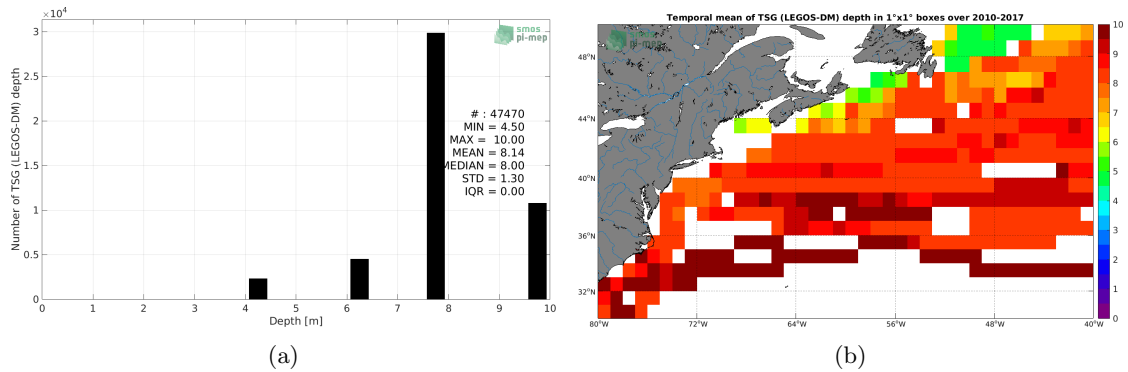 ×10⁴
3
2.5
2
1.5
1
0.5
0
Number of TSG (LEGOS-DM) depth
smos
pi-mep
# : 47470
MIN = 4.50
MAX = 10.00
MEAN = 8.14
MEDIAN = 8.00
STD = 1.30
IQR = 0.00
0 1 2 3 4 5 6 7 8 9 10
Depth [m]
(a)
Temporal mean of TSG (LEGOS-DM) depth in 1°x1° boxes over 2010-2017
smos
pi-mep
48°N
44°N
40°N
36°N
32°N
80°W 72°W 64°W 56°W 48°W 40°W
10
9
8
7
6
5
4
3
2
1
0
(b)